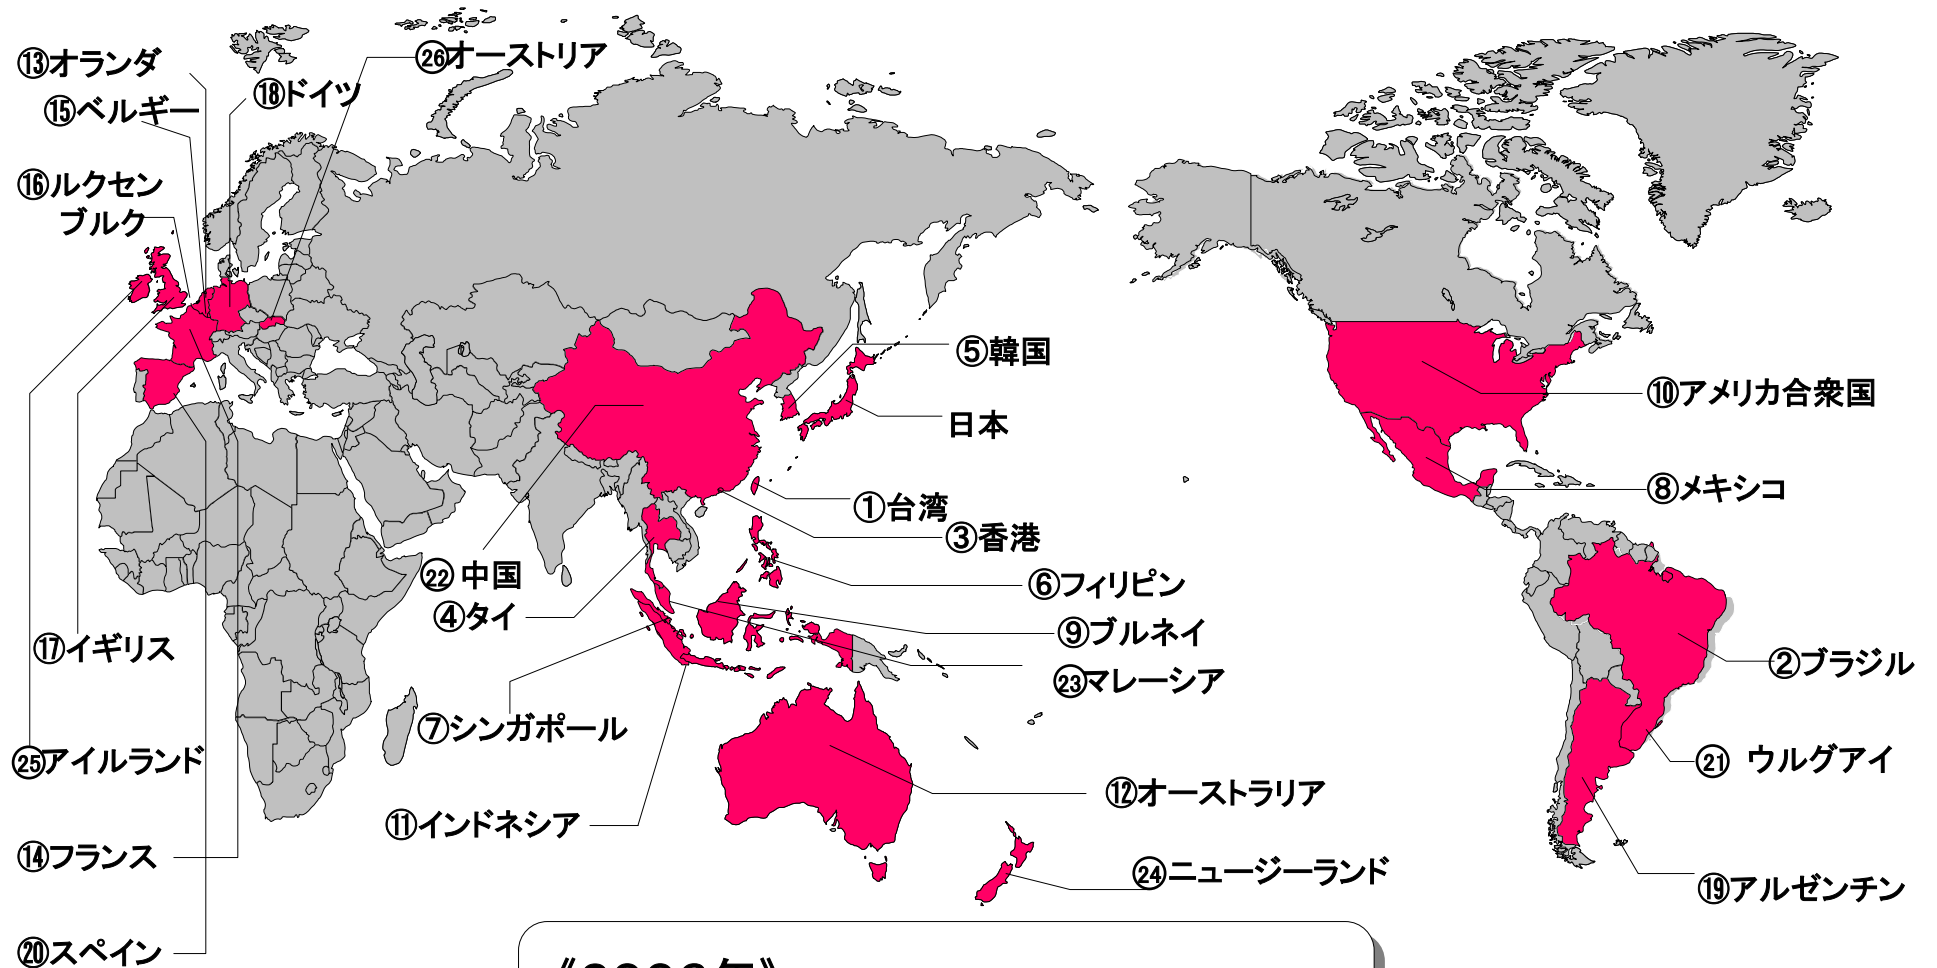 ⑬オランダ
㉖オーストリア
⑱ドイツ
⑮ベルギー
⑯ルクセン
ブルク
⑤韓国
⑩アメリカ合衆国
日本
⑧メキシコ
①台湾
③香港
㉒中国
⑥フィリピン
④タイ
⑨ブルネイ
⑰イギリス
②ブラジル
㉓マレーシア
⑦シンガポール
㉕アイルランド
㉑ ウルグアイ
⑫オーストラリア
⑪インドネシア
⑭フランス
㉔ニュージーランド
⑲アルゼンチン
⑳スペイン